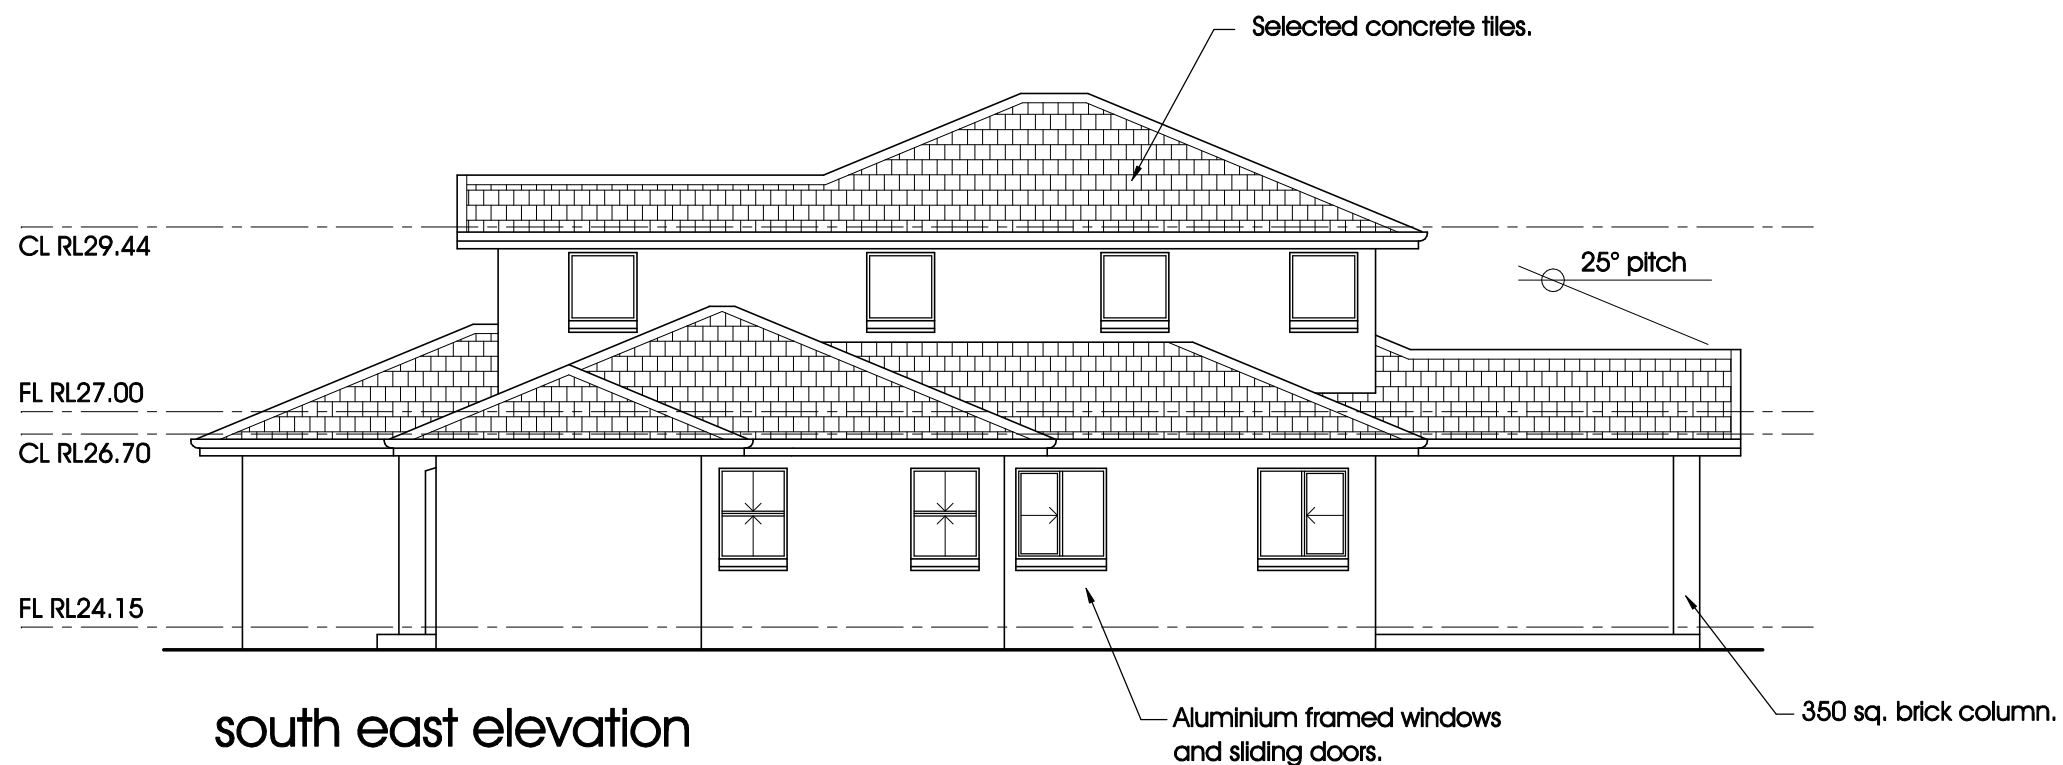 Selected concrete tiles.
CL RL29.44
25° pitch
FL RL27.00
CL RL26.70
FL RL24.15
350 sq. brick column.
Aluminium framed windows
and sliding doors.
south east elevation